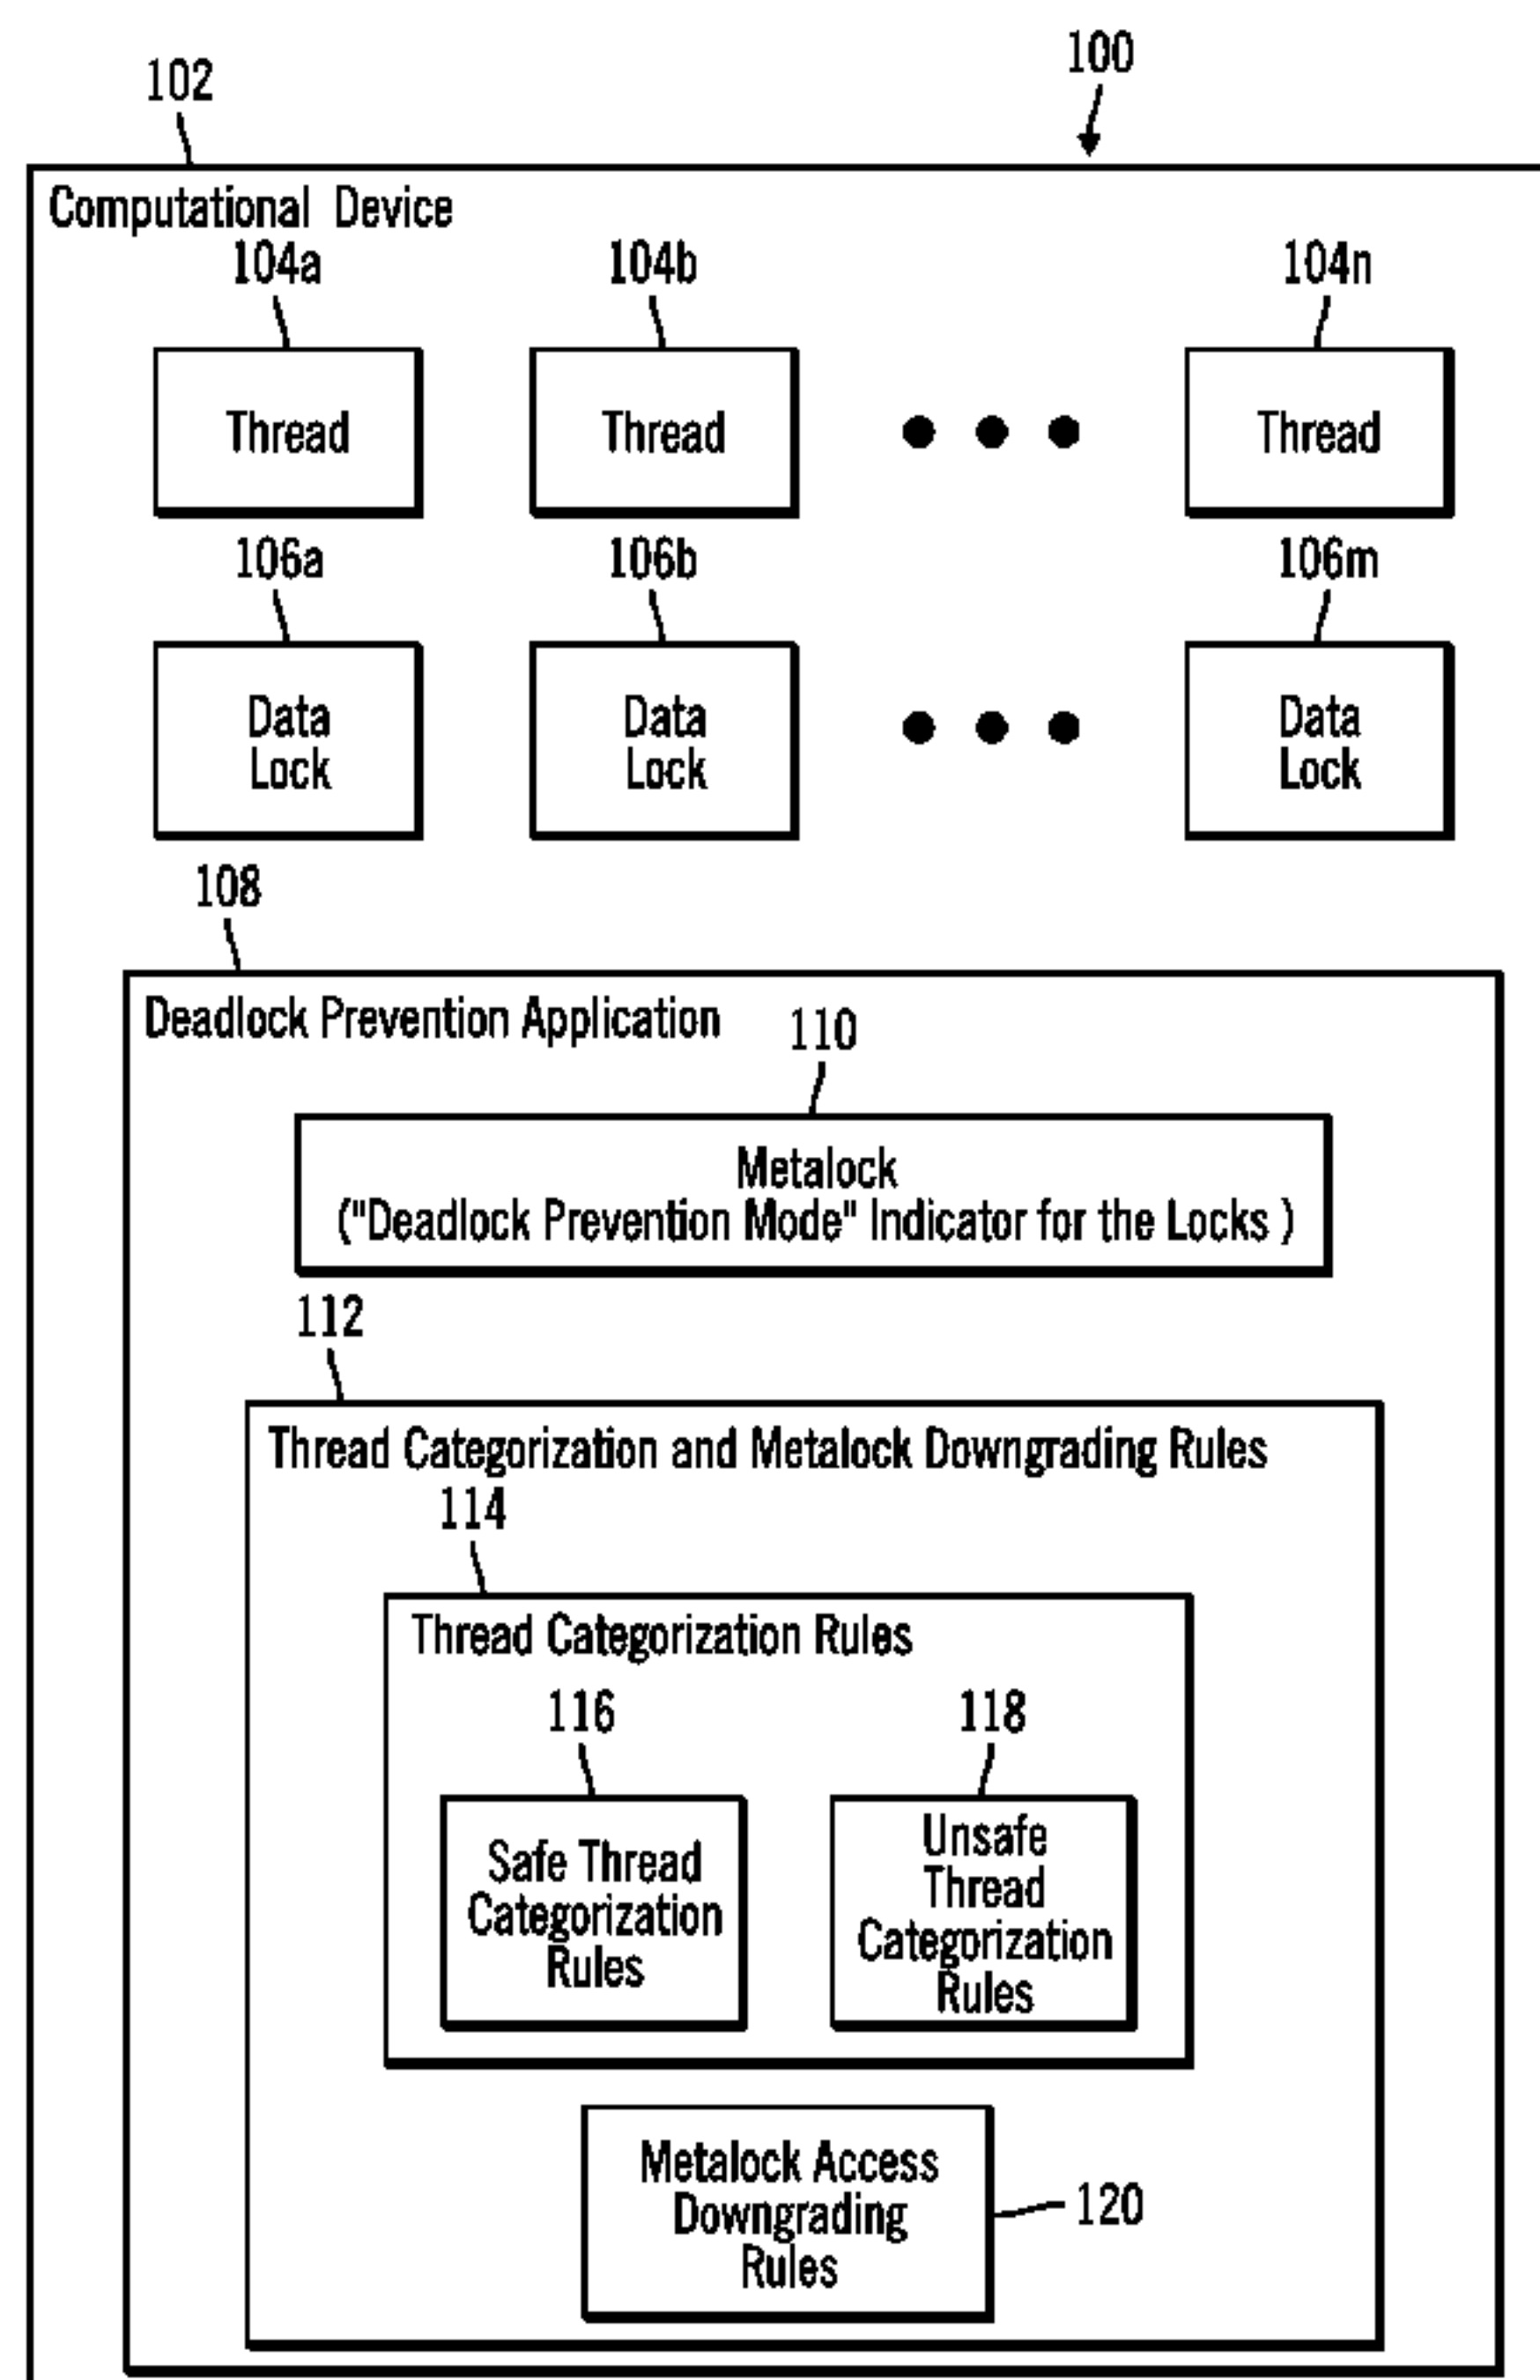 100
102
Computational Device
104a 104b 104n
Thread Thread Thread
106a 106b 106m
Data Lock
Data Lock
Data Lock
108
Deadlock Prevention Application
110
Metalock
("Deadlock Prevention Mode" Indicator for the Locks )
112
Thread Categorization and Metalock Downgrading Rules
114
Thread Categorization Rules
116
Safe Thread
Categorization
Rules
118
Unsafe
Thread
Categorization
Rules
Metalock Access
Downgrading
Rules
120